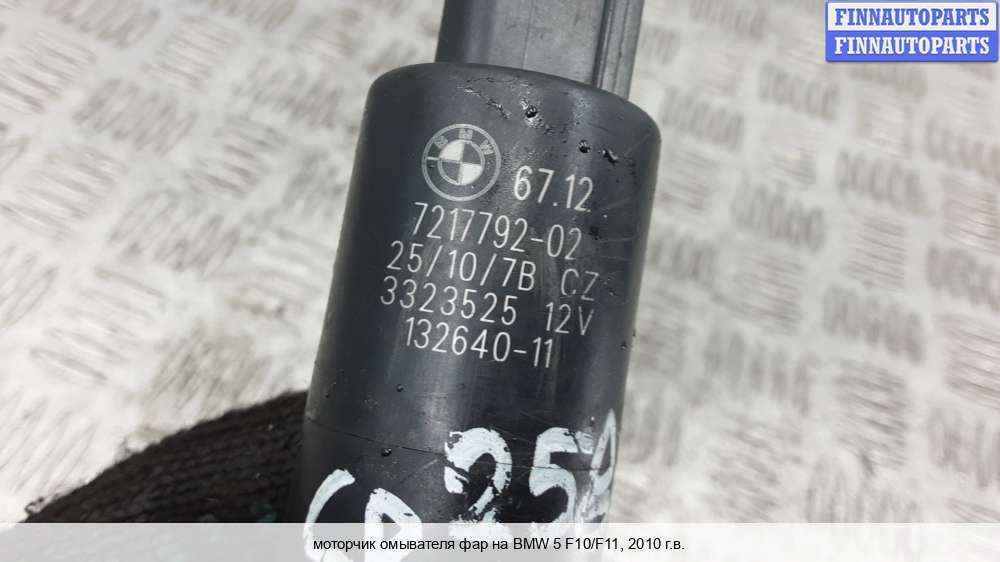 FINNAUTOPARTS
FINNAUTOPARTS
BMW
67.12
7217792-02
25/10/7B CZ
3323525 12V
132640-11
моторчик омывателя фар на BMW 5 F10/F11, 2010 г.в.